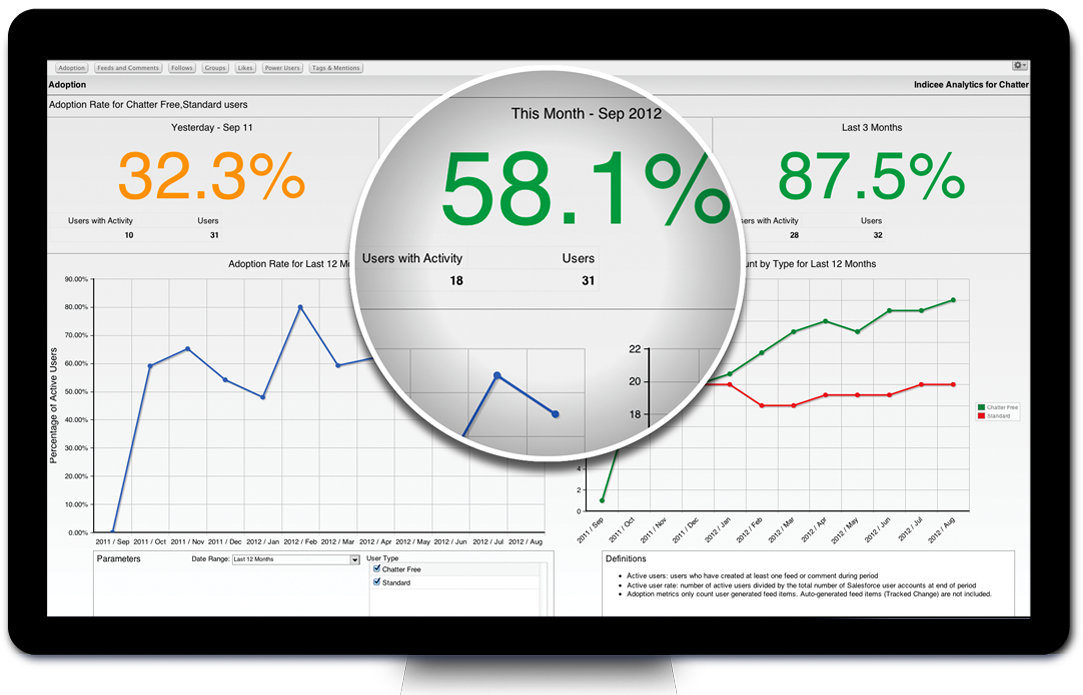 Adoption Feeds and Comments Follows Groups Likes Power Users Tags & Mentions
Adoption
Indicee Analytics for Chatter
Adoption Rate for Chatter Free,Standard users
Yesterday - Sep 11
32.3%
Users with Activity Users
10 31
This Month - Sep 2012
58.1%
Users with Activity Users
18 31
Last 3 Months
87.5%
ers with Activity Users
28 32
Adoption Rate for Last 12 Mo
Percentage of Active Users
90.00%
80.00%
70.00%
60.00%
50.00%
40.00%
30.00%
20.00%
10.00%
0.00%
2011 / Sep 2011 / Oct 2011 / Nov 2011 / Dec 2012 / Jan 2012 / Feb 2012 / Mar 2012 / Apr 2012 / May 2012 / Jun 2012 / Jul 2012 / Aug
unt by Type for Last 12 Months
22
20
18
4
2
0
2011 / Sep 2011 / Oct 2011 / Nov 2011 / Dec 2012 / Jan 2012 / Feb 2012 / Mar 2012 / Apr 2012 / May 2012 / Jun 2012 / Jul 2012 / Aug
Chatter Free
Standard
Parameters
Date Range: Last 12 Months
User Type
Chatter Free
Standard
Definitions
• Active users: users who have created at least one feed or comment during period
• Active user rate: number of active users divided by the total number of Salesforce user accounts at end of period
• Adoption metrics only count user generated feed items. Auto-generated feed items (Tracked Change) are not included.